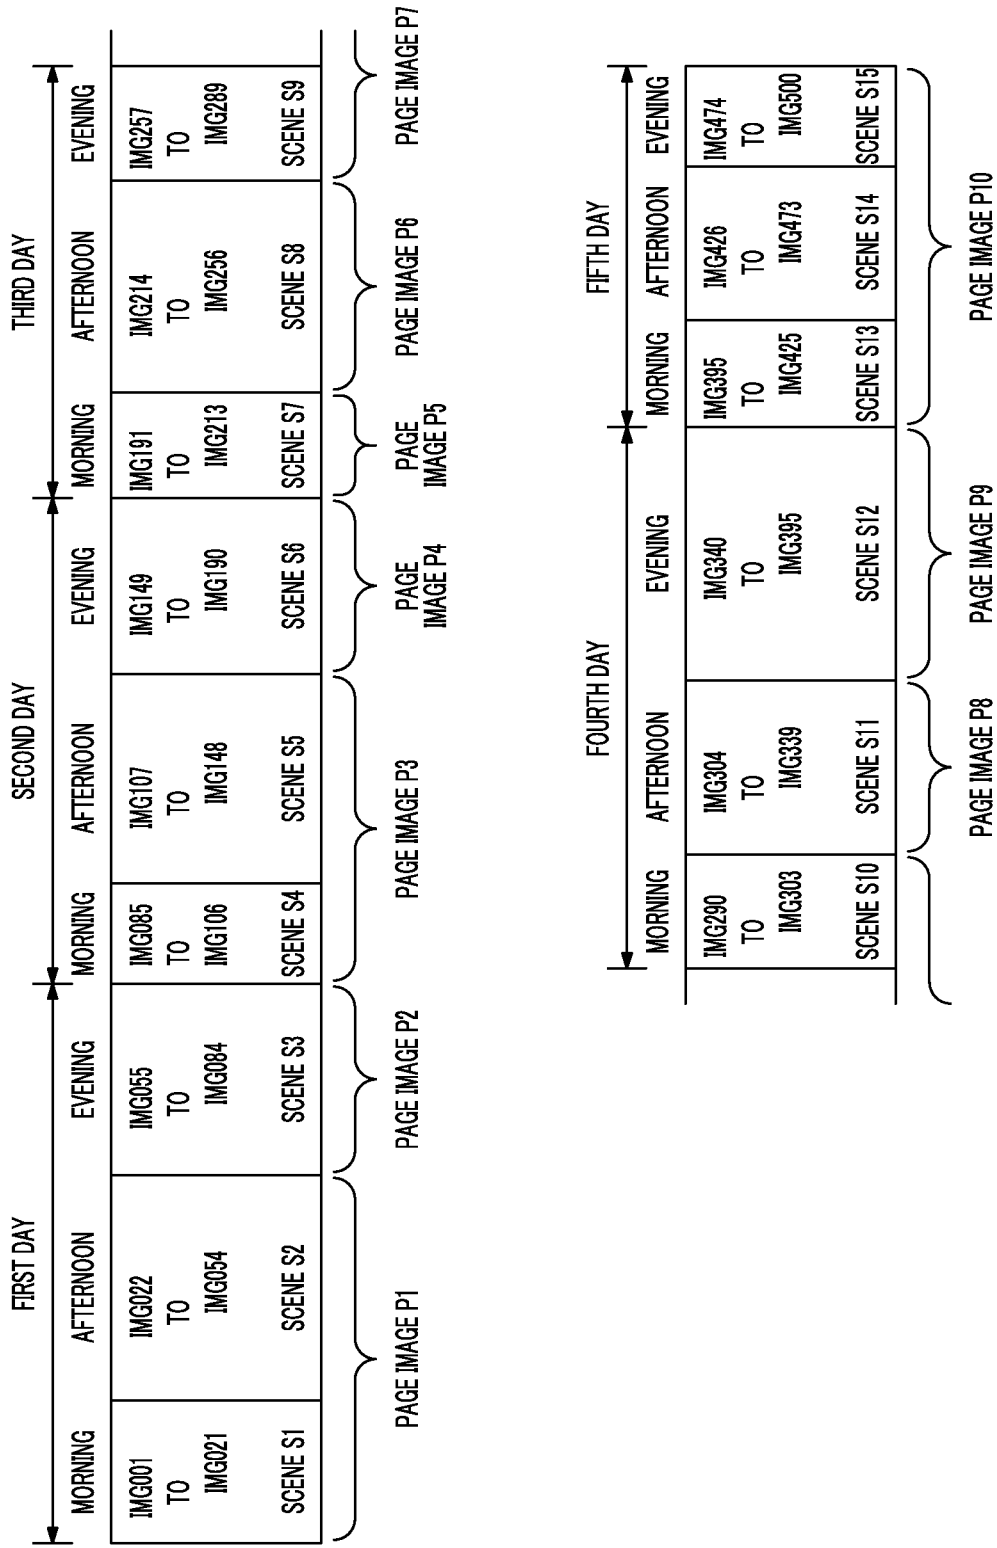 FIRST DAY
SECOND DAY
THIRD DAY
MORNING
AFTERNOON
EVENING
MORNING
AFTERNOON
EVENING
MORNING
AFTERNOON
EVENING
IMG001
TO
IMG021
SCENE S1
IMG022
TO
IMG054
SCENE S2
IMG055
TO
IMG084
SCENE S3
IMG085
TO
IMG106
SCENE S4
IMG107
TO
IMG148
SCENE S5
IMG149
TO
IMG190
SCENE S6
IMG191
TO
IMG213
SCENE S7
IMG214
TO
IMG256
SCENE S8
IMG257
TO
IMG289
SCENE S9
PAGE IMAGE P1
PAGE IMAGE P2
PAGE IMAGE P3
PAGE
IMAGE P4
PAGE
IMAGE P5
PAGE IMAGE P6
PAGE IMAGE P7
FOURTH DAY
FIFTH DAY
MORNING
AFTERNOON
EVENING
MORNING
AFTERNOON
EVENING
IMG290
TO
IMG303
SCENE S10
IMG304
TO
IMG339
SCENE S11
IMG340
TO
IMG395
SCENE S12
IMG395
TO
IMG425
SCENE S13
IMG426
TO
IMG473
SCENE S14
IMG474
TO
IMG500
SCENE S15
PAGE IMAGE P8
PAGE IMAGE P9
PAGE IMAGE P10